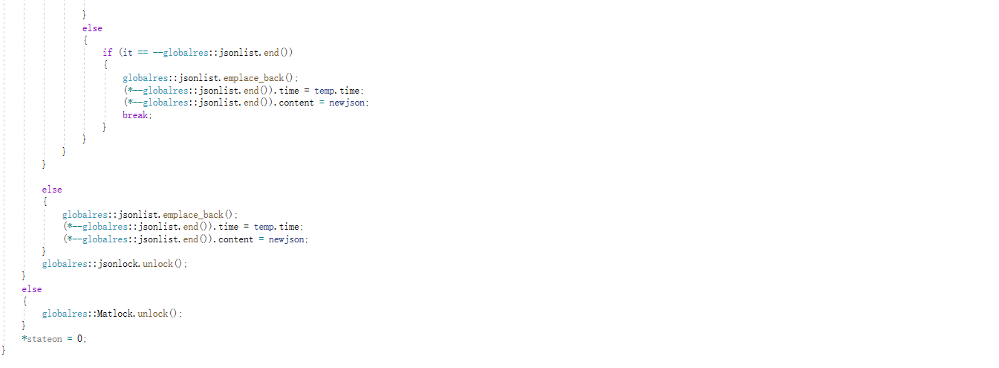 }
else
{
if (it == --globalres::jsonlist.end())
{
globalres::jsonlist.emplace_back();
(*--globalres::jsonlist.end()).time = temp.time;
(*--globalres::jsonlist.end()).content = newjson;
break;
}
}
}
}
else
{
globalres::jsonlist.emplace_back();
(*--globalres::jsonlist.end()).time = temp.time;
(*--globalres::jsonlist.end()).content = newjson;
}
globalres::jsonlock.unlock();
}
else
{
globalres::Matlock.unlock();
}
*stateon = 0;
}